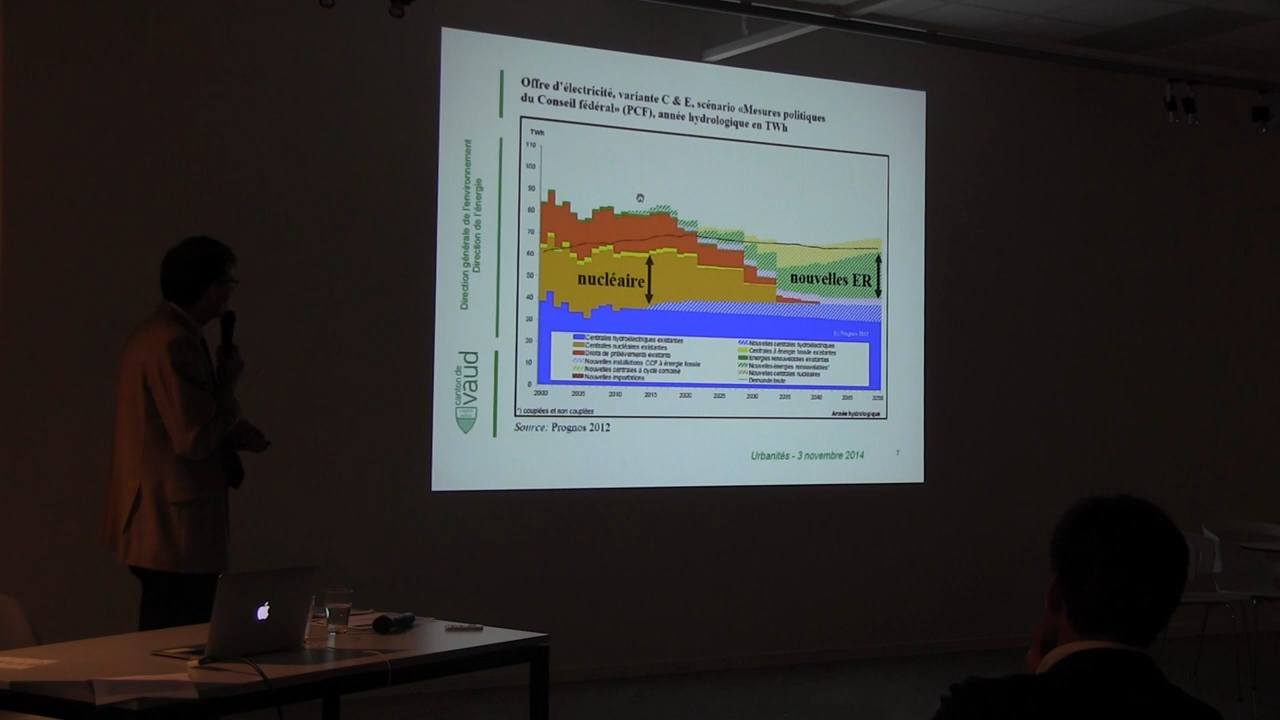 Offre d'électricité, variante C & E, scénario «Mesures politiques
du Conseil fédéral» (PCF), année hydrologique en TWh
Direction générale de l'environnement
Direction de l'énergie
canton de
vaud
TWh
110
100
90
80
70
60
50
40
30
20
10
0
nucléaire
nouvelles ER
(c) Prognos 2012
Centrales hydroélectriques existantes
Centrales nucléaires existantes
Droits de prélèvements existants
Nouvelles installations CCF à énergie fossile
Nouvelles centrales à cycle combiné
Nouvelles importations
Nouvelles centrales hydroélectriques
Centrales à énergie fossile existantes
Energies renouvelables existantes
Nouvelles énergies renouvelables*
Nouvelles centrales nucléaires
Demande brute
2000 2005 2010 2015 2020 2025 2030 2035 2040 2045 2050
*) couplées et non couplées
Année hydrologique
Source: Prognos 2012
Urbanités - 3 novembre 2014
7